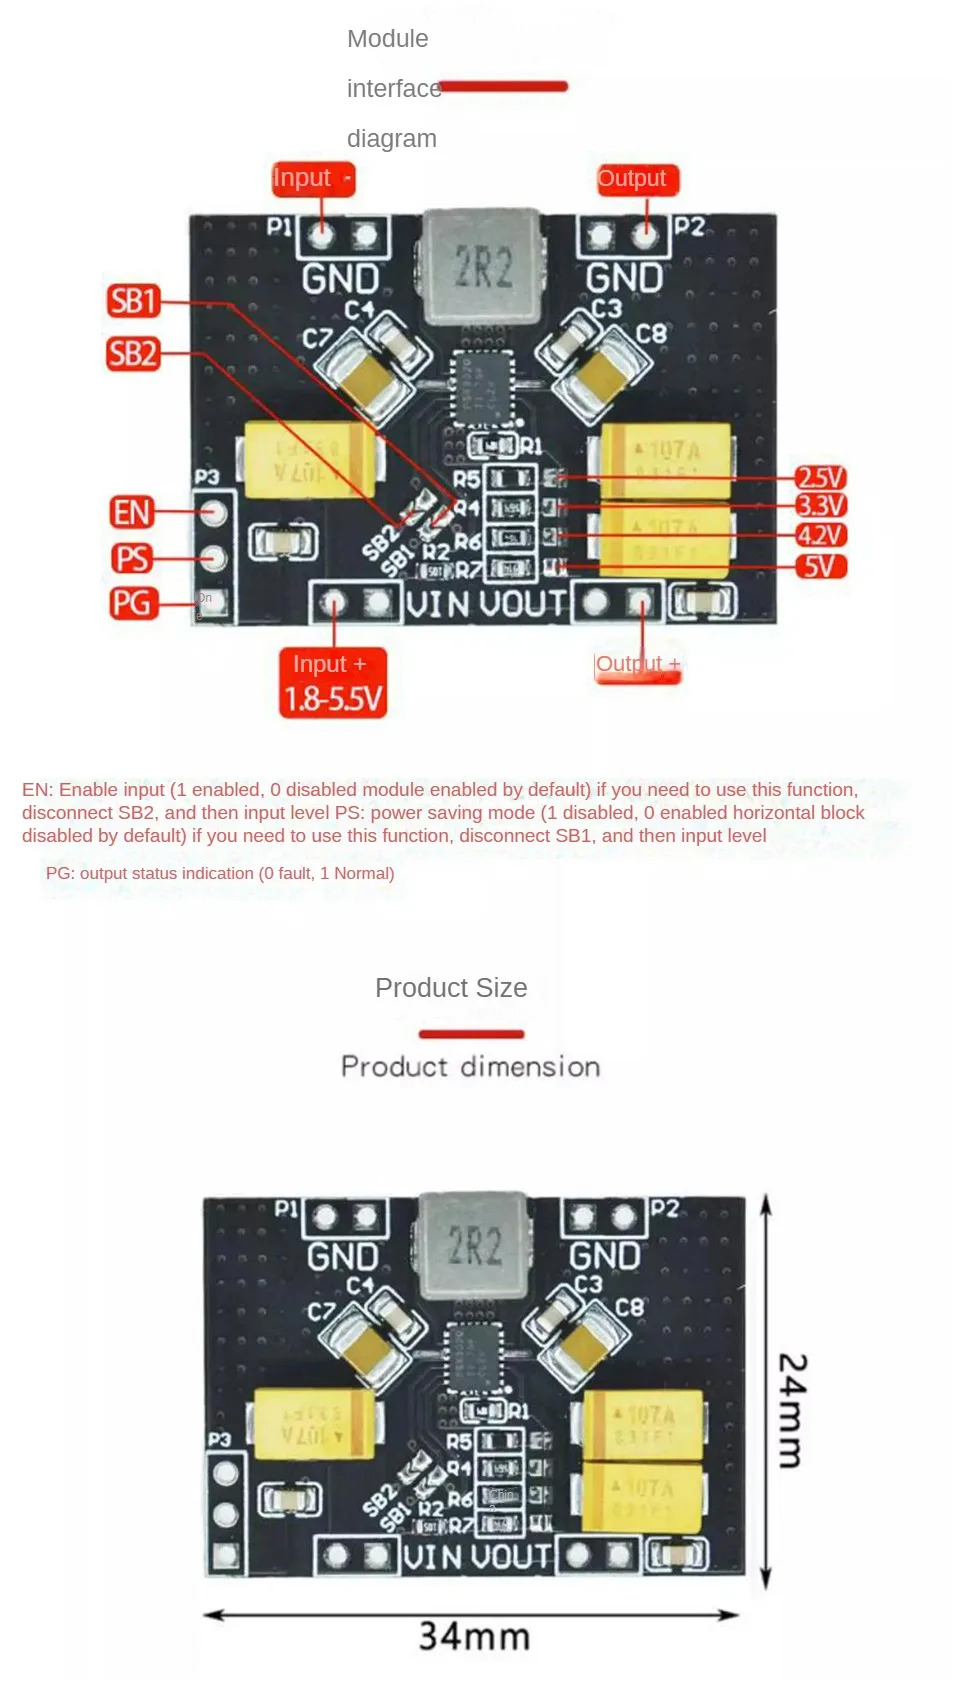 Module
interface
diagram
Input -
Output
P1
P2
2R2
GND
GND
SB1
C4
C3
C7
C8
SB2
R1
107A
107A
R5
2.5V
P3
R4
3.3V
EN
107A
SB2
R6
4.2V
SB1
R2
PS
R7
5V
PG
On
VIN VOUT
Input +
1.8-5.5V
Output +
EN: Enable input (1 enabled, 0 disabled module enabled by default) if you need to use this function,
disconnect SB2, and then input level PS: power saving mode (1 disabled, 0 enabled horizontal block
disabled by default) if you need to use this function, disconnect SB1, and then input level
PG: output status indication (0 fault, 1 Normal)
Product Size
Product dimension
P1
P2
2R2
GND
GND
C4
C3
C7
C8
R1
107A
107A
P3
R5
R4
107A
SB2
R6
SB1
R2
R7
VIN VOUT
24mm
34mm